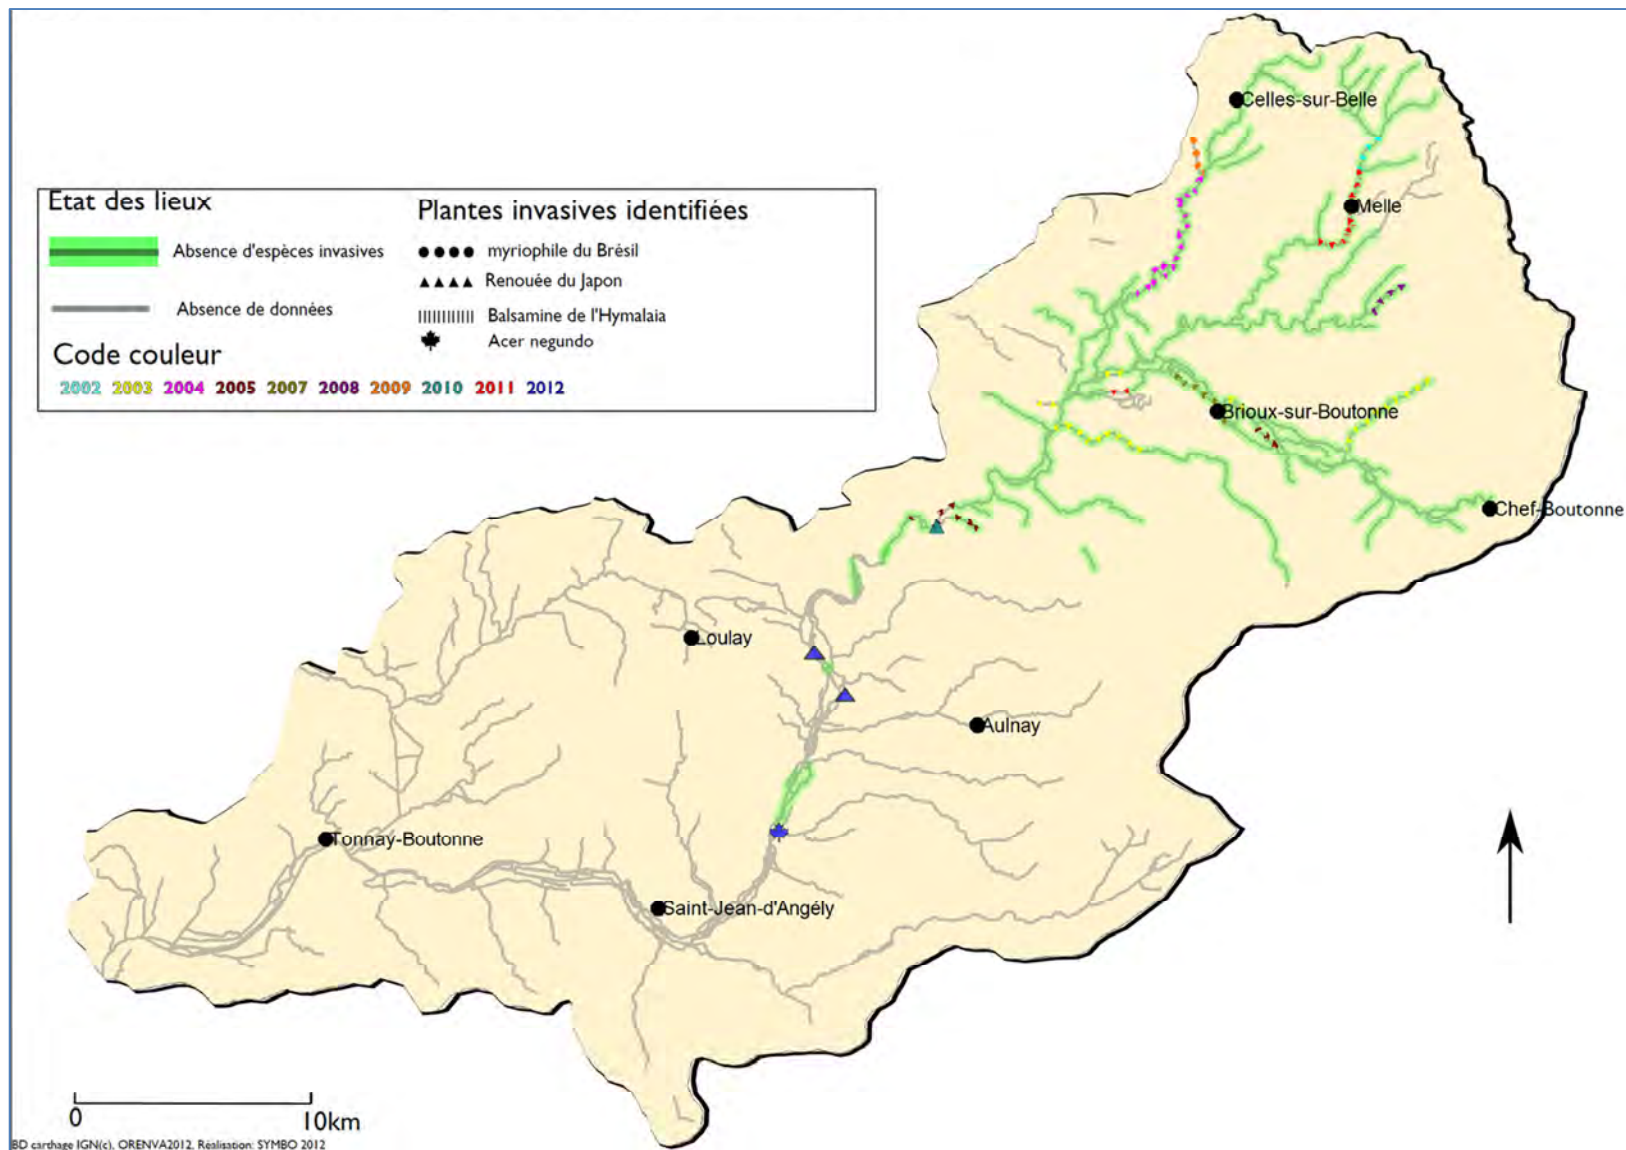 Etat des lieux
Absence d'espèces invasives
Absence de données
Plantes invasives identifiées
myriophile du Brésil
Renouée du Japon
Balsamine de l'Hymalaia
Acer negundo
Code couleur
2002 2003 2004 2005 2007 2008 2009 2010 2011 2012
Celles-sur-Belle
Melle
Brioux-sur-Boutonne
Chef-Boutonne
Loulay
Aulnay
Tonnay-Boutonne
Saint-Jean-d'Angély
0 10km
BD carthage IGN(c), ORENVA2012, Réalisation: SYMBO 2012